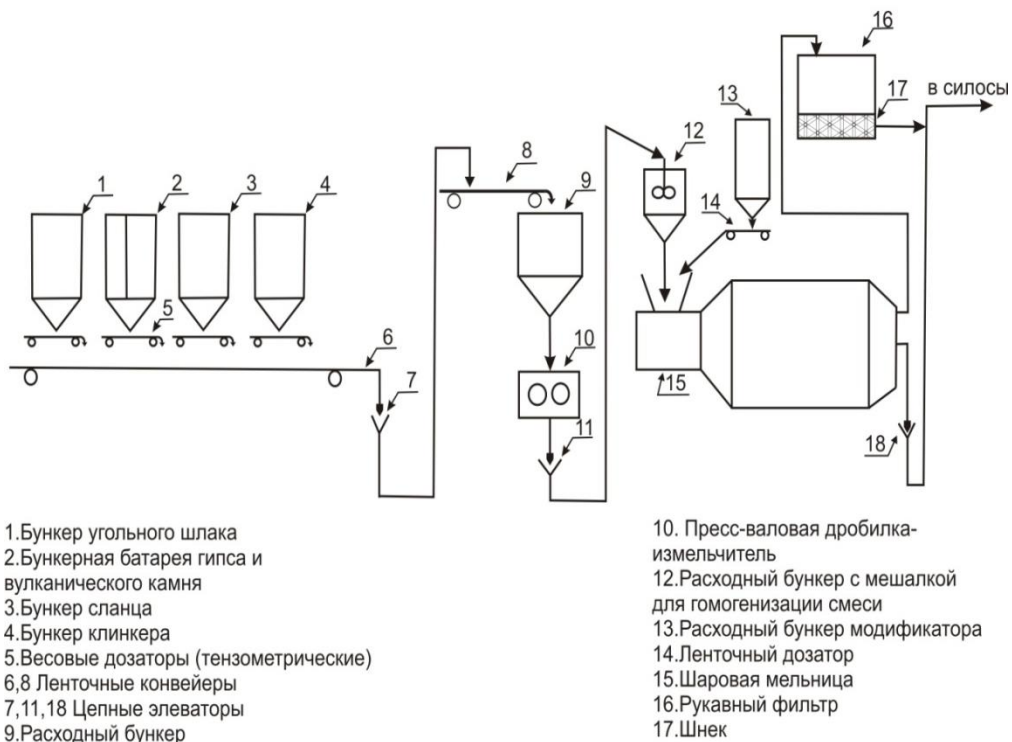 16
17
в силосы
13
12
8
1
2
3
4
9
14
5
6
10
7
15
11
18
1.Бункер угольного шлака
2.Бункерная батарея гипса и
вулканического камня
3.Бункер сланца
4.Бункер клинкера
5.Весовые дозаторы (тензометрические)
6,8 Ленточные конвейеры
7,11,18 Цепные элеваторы
9.Расходный бункер
10. Пресс-валовая дробилка-
измельчитель
12.Расходный бункер с мешалкой
для гомогенизации смеси
13.Расходный бункер модификатора
14.Ленточный дозатор
15.Шаровая мельница
16.Рукавный фильтр
17.Шнек